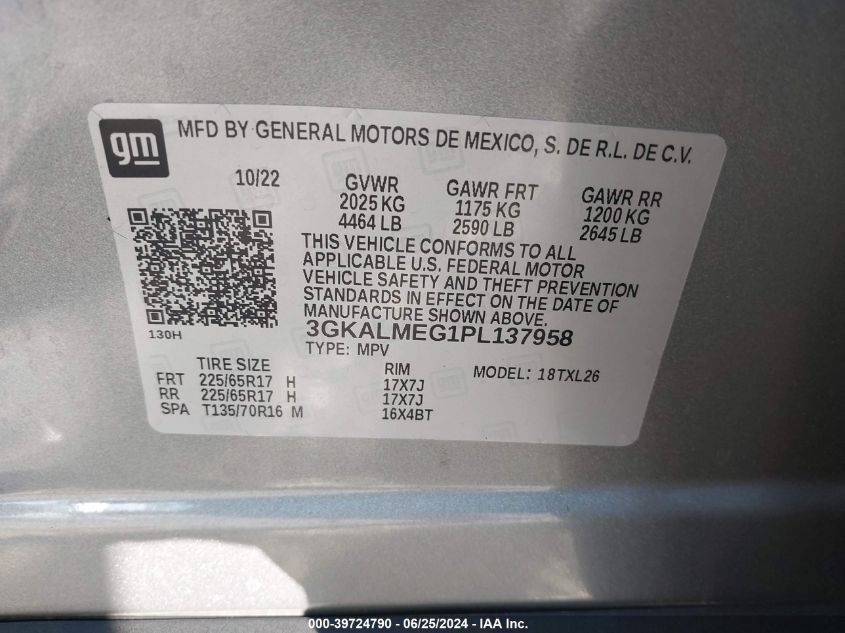 gm
MFD BY GENERAL MOTORS DE MEXICO, S. DE R.L. DE C.V.
10/22 GVWR GAWR FRT GAWR RR
2025 KG 1175 KG 1200 KG
4464 LB 2590 LB 2645 LB
THIS VEHICLE CONFORMS TO ALL
APPLICABLE U.S. FEDERAL MOTOR
VEHICLE SAFETY AND THEFT PREVENTION
STANDARDS IN EFFECT ON THE DATE OF
MANUFACTURE SHOWN ABOVE.
130H 3GKALMEG1PL137958
TYPE: MPV
TIRE SIZE RIM MODEL: 18TXL26
FRT 225/65R17 H 17X7J
RR 225/65R17 H 17X7J
SPA T135/70R16 M 16X4BT
000-39724790 - 06/25/2024 - IAA Inc.